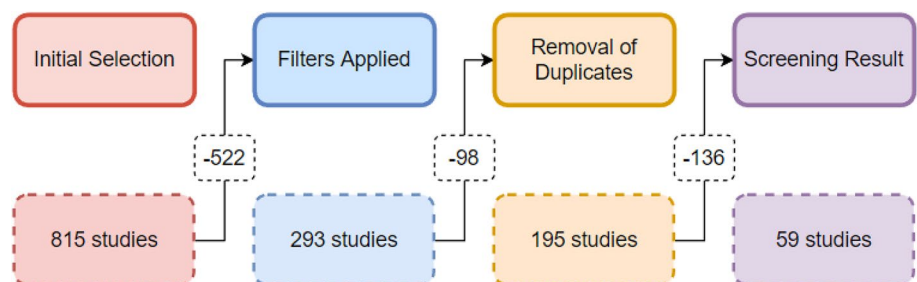 Initial Selection
Filters Applied
Removal of
Duplicates
Screening Result
-522
-98
-136
815 studies
293 studies
195 studies
59 studies